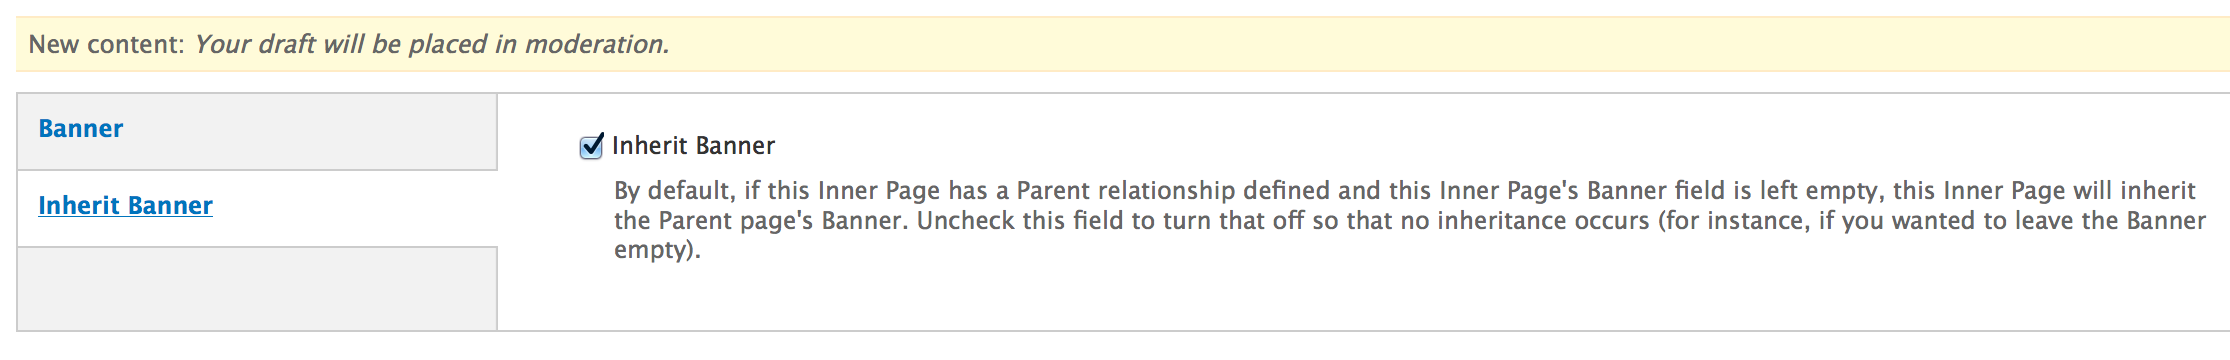 New content: Your draft will be placed in moderation.
Banner
Inherit Banner
Inherit Banner
By default, if this Inner Page has a Parent relationship defined and this Inner Page's Banner field is left empty, this Inner Page will inherit
the Parent page's Banner. Uncheck this field to turn that off so that no inheritance occurs (for instance, if you wanted to leave the Banner
empty).